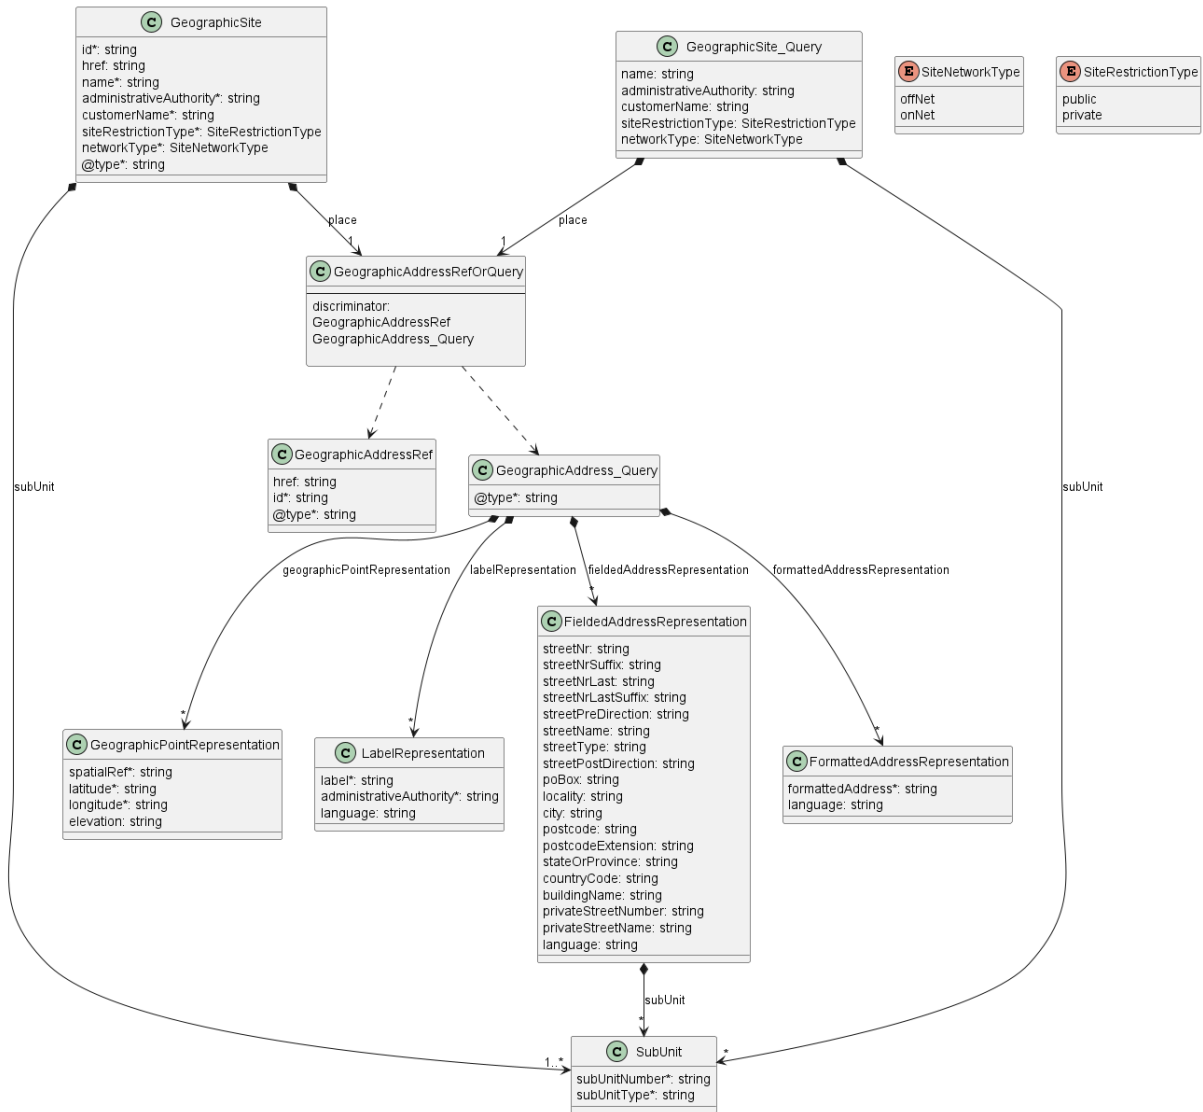 C GeographicSite
id*: string
href: string
name*: string
administrativeAuthority*: string
customerName*: string
siteRestrictionType*: SiteRestrictionType
networkType*: SiteNetworkType
@type*: string
C GeographicSite_Query
name: string
administrativeAuthority: string
customerName: string
siteRestrictionType: SiteRestrictionType
networkType: SiteNetworkType
E SiteNetworkType
offNet
onNet
E SiteRestrictionType
public
private
place
1
place
1
C GeographicAddressRefOrQuery
discriminator:
GeographicAddressRef
GeographicAddress_Query
C GeographicAddressRef
href: string
id*: string
@type*: string
C GeographicAddress_Query
@type*: string
subUnit
subUnit
geographicPointRepresentation
labelRepresentation
fieldedAddressRepresentation
formattedAddressRepresentation
*
*
*
*
C GeographicPointRepresentation
spatialRef*: string
latitude*: string
longitude*: string
elevation: string
C LabelRepresentation
label*: string
administrativeAuthority*: string
language: string
C FieldedAddressRepresentation
streetNr: string
streetNrSuffix: string
streetNrLast: string
streetNrLastSuffix: string
streetPreDirection: string
streetName: string
streetType: string
streetPostDirection: string
poBox: string
locality: string
city: string
postcode: string
postcodeExtension: string
stateOrProvince: string
countryCode: string
buildingName: string
privateStreetNumber: string
privateStreetName: string
language: string
C FormattedAddressRepresentation
formattedAddress*: string
language: string
subUnit
*
1..*
*
C SubUnit
subUnitNumber*: string
subUnitType*: string